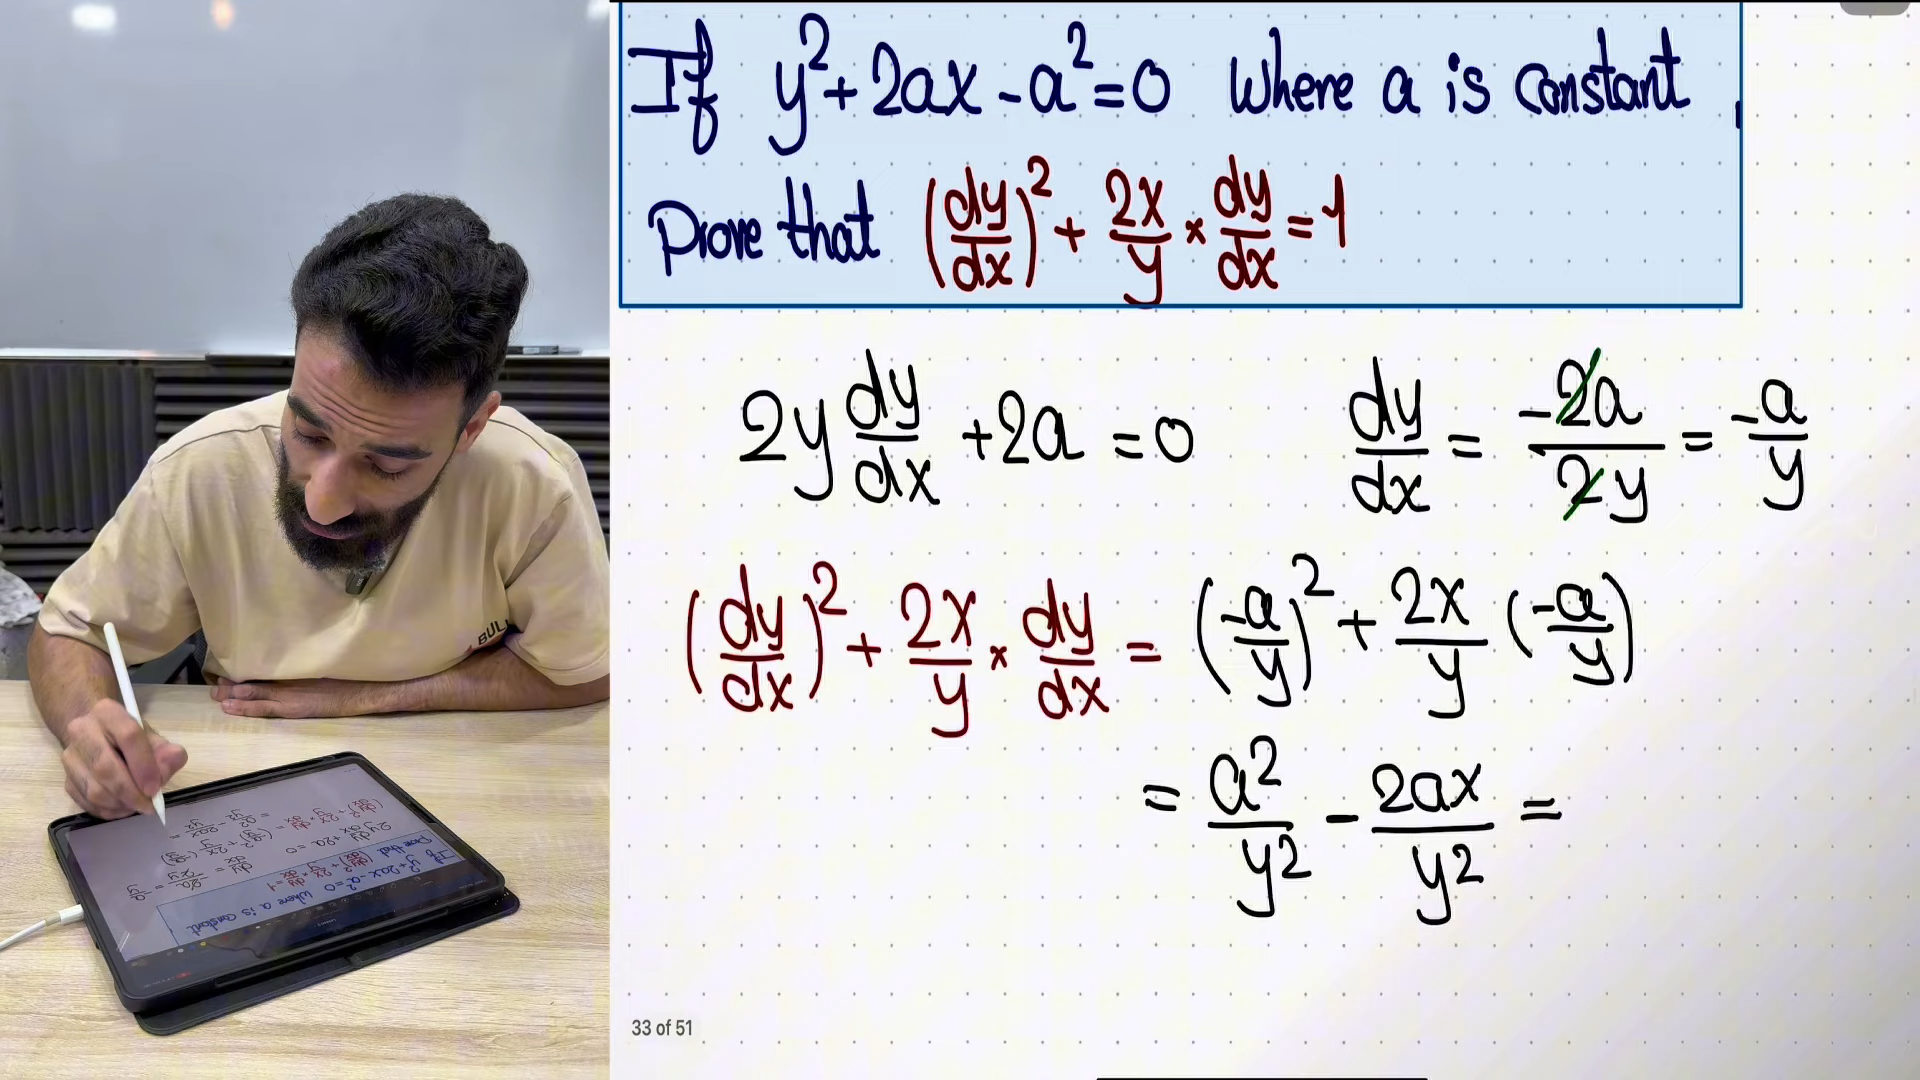 If y²+2ax-a²=0 where a is constant,
Prove that (dy/dx)² + 2x/y × dy/dx = 1
2y dy/dx +2a =0
dy/dx = -2a/2y = -a/y
(dy/dx)² + 2x/y × dy/dx = (-a/y)² + 2x/y (-a/y)
= a²/y² - 2ax/y² =
BULL
33 of 51